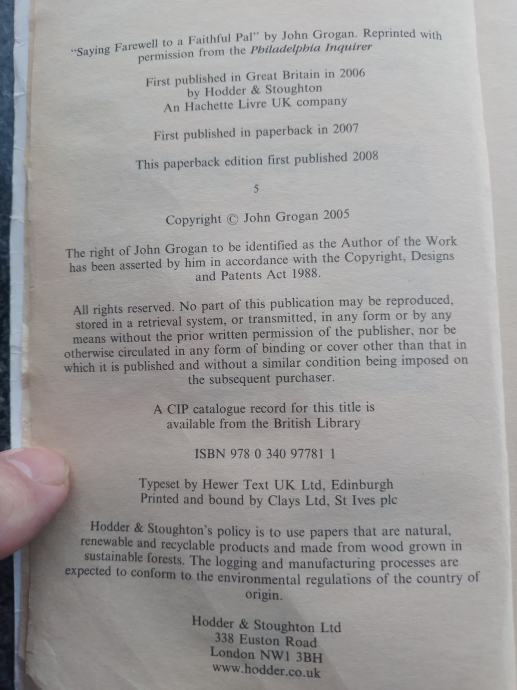 "Saying Farewell to a Faithful Pal" by John Grogan. Reprinted with
permission from the Philadelphia Inquirer
First published in Great Britain in 2006
by Hodder & Stoughton
An Hachette Livre UK company
First published in paperback in 2007
This paperback edition first published 2008
5
Copyright © John Grogan 2005
The right of John Grogan to be identified as the Author of the Work
has been asserted by him in accordance with the Copyright, Designs
and Patents Act 1988.
All rights reserved. No part of this publication may be reproduced,
stored in a retrieval system, or transmitted, in any form or by any
means without the prior written permission of the publisher, nor be
otherwise circulated in any form of binding or cover other than that in
which it is published and without a similar condition being imposed on
the subsequent purchaser.
A CIP catalogue record for this title is
available from the British Library
ISBN 978 0 340 97781 1
Typeset by Hewer Text UK Ltd, Edinburgh
Printed and bound by Clays Ltd, St Ives plc
Hodder & Stoughton's policy is to use papers that are natural,
renewable and recyclable products and made from wood grown in
sustainable forests. The logging and manufacturing processes are
expected to conform to the environmental regulations of the country of
origin.
Hodder & Stoughton Ltd
338 Euston Road
London NW1 3BH
www.hodder.co.uk